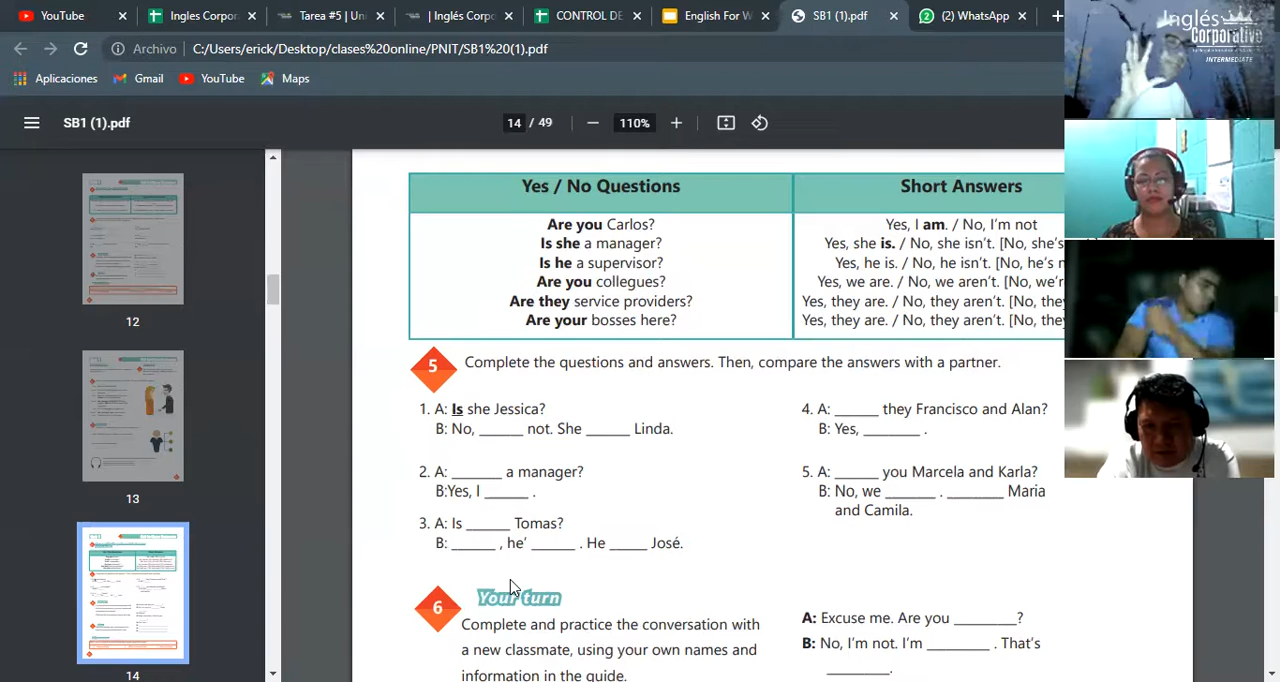 YouTube
Ingles Corpor
Tarea #5 | Uni
| Inglés Corpo
CONTROL DE
English For W
SB1 (1).pdf
(2) WhatsApp
Archivo
C:/Users/erick/Desktop/clases%20online/PNIT/SB1%20(1).pdf
Aplicaciones
Gmail
YouTube
Maps
SB1 (1).pdf
14 / 49
110%
12
13
14
Yes / No Questions
Short Answers
Are you Carlos?
Yes, I am. / No, I'm not
Is she a manager?
Yes, she is. / No, she isn't. [No, she's
Is he a supervisor?
Yes, he is. / No, he isn't. [No, he's n
Are you collegues?
Yes, we are. / No, we aren't. [No, we'r
Are they service providers?
Yes, they are. / No, they aren't. [No, they
Are your bosses here?
Yes, they are. / No, they aren't. [No, they
5
Complete the questions and answers. Then, compare the answers with a partner.
1. A: Is she Jessica?
B: No, ______ not. She ______ Linda.
2. A: _______ a manager?
B:Yes, I ______ .
3. A: Is ______ Tomas?
B: ______ , he' ______ . He _____ José.
4. A: ______ they Francisco and Alan?
B: Yes, ________ .
5. A: ______ you Marcela and Karla?
B: No, we _______ . ________ Maria
and Camila.
6
Your turn
Complete and practice the conversation with
a new classmate, using your own names and
information in the guide.
A: Excuse me. Are you _________?
B: No, I'm not. I'm _________ . That's
_________.
Inglés
Corporativo
INTERMEDIATE